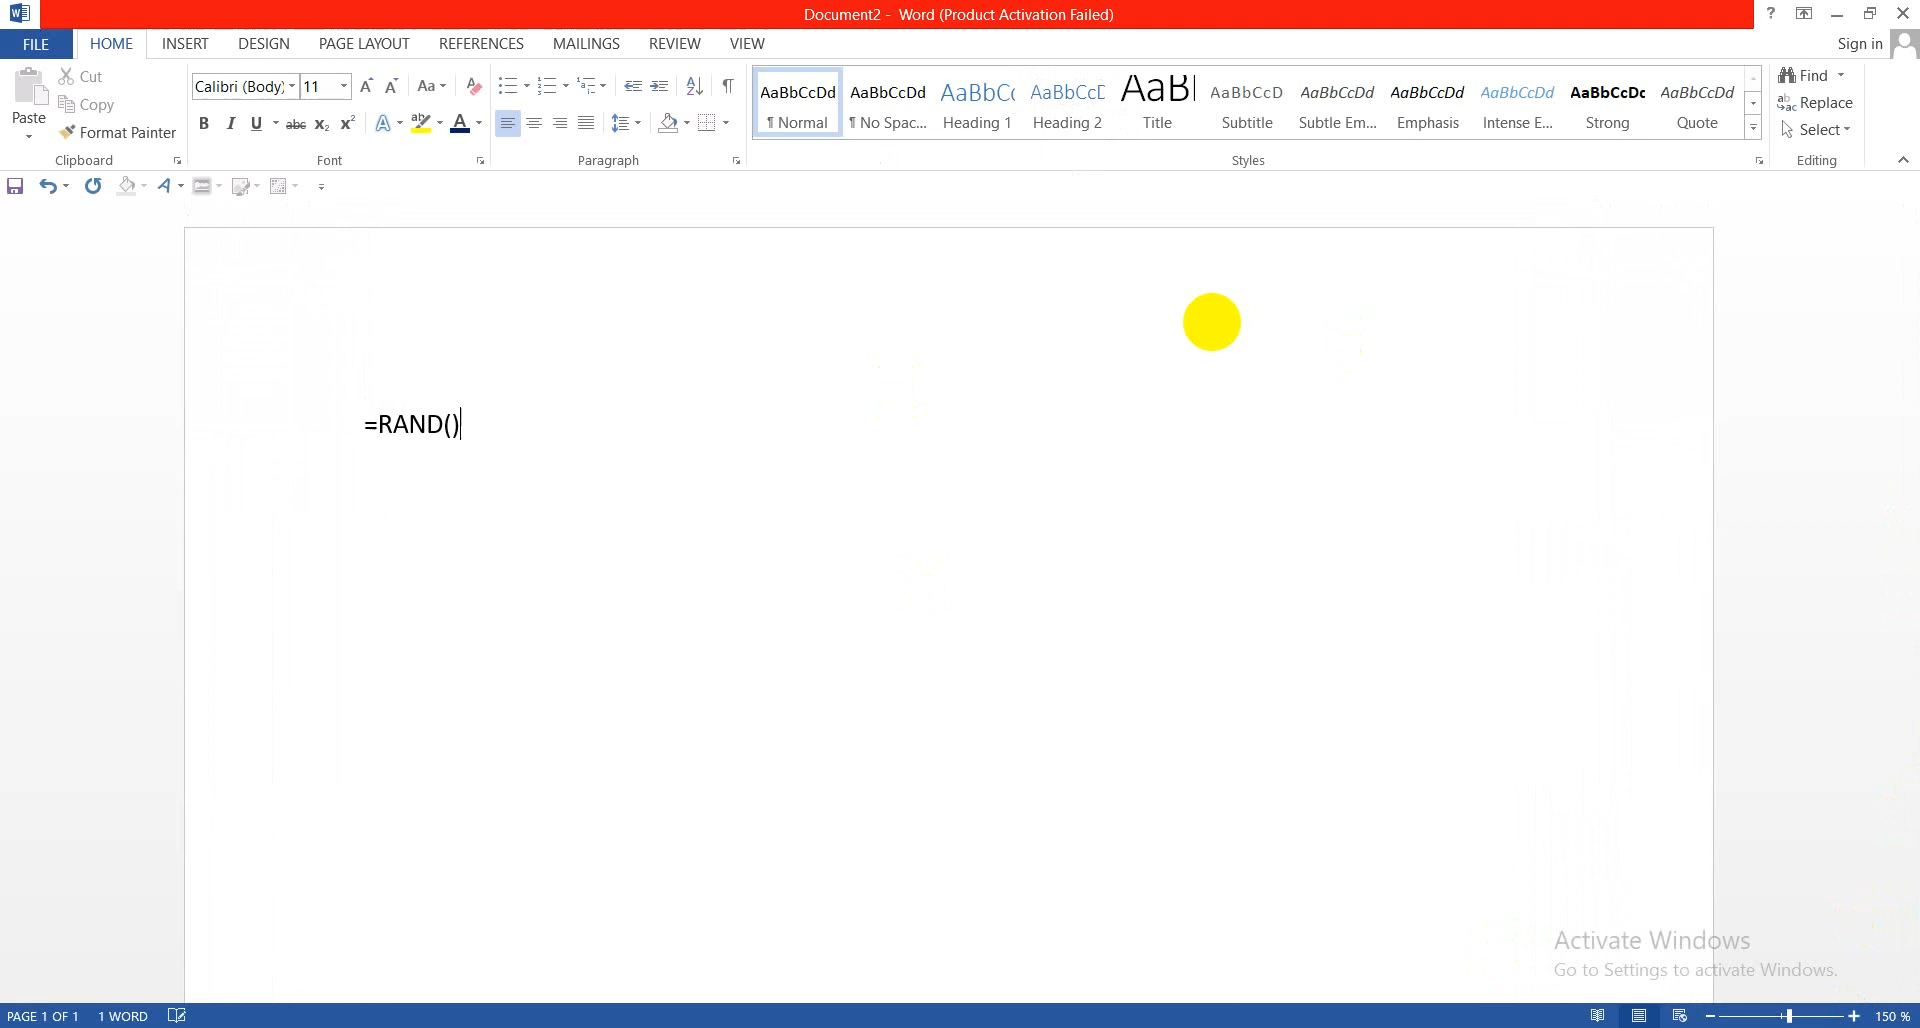 Document2 - Word (Product Activation Failed)
FILE HOME INSERT DESIGN PAGE LAYOUT REFERENCES MAILINGS REVIEW VIEW Sign in
Paste
Cut
Copy
Format Painter
Clipboard
Calibri (Body) 11
Font
Paragraph
AaBbCcDd AaBbCcDd AaBbC AaBbCc AaB AaBbCcD AaBbCcDd AaBbCcDd AaBbCcDd AaBbCcDc AaBbCcDd
¶ Normal ¶ No Spac... Heading 1 Heading 2 Title Subtitle Subtle Em... Emphasis Intense E... Strong Quote
Styles
Find
Replace
Select
Editing
=RAND()
Activate Windows
Go to Settings to activate Windows.
PAGE 1 OF 1 1 WORD 150 %